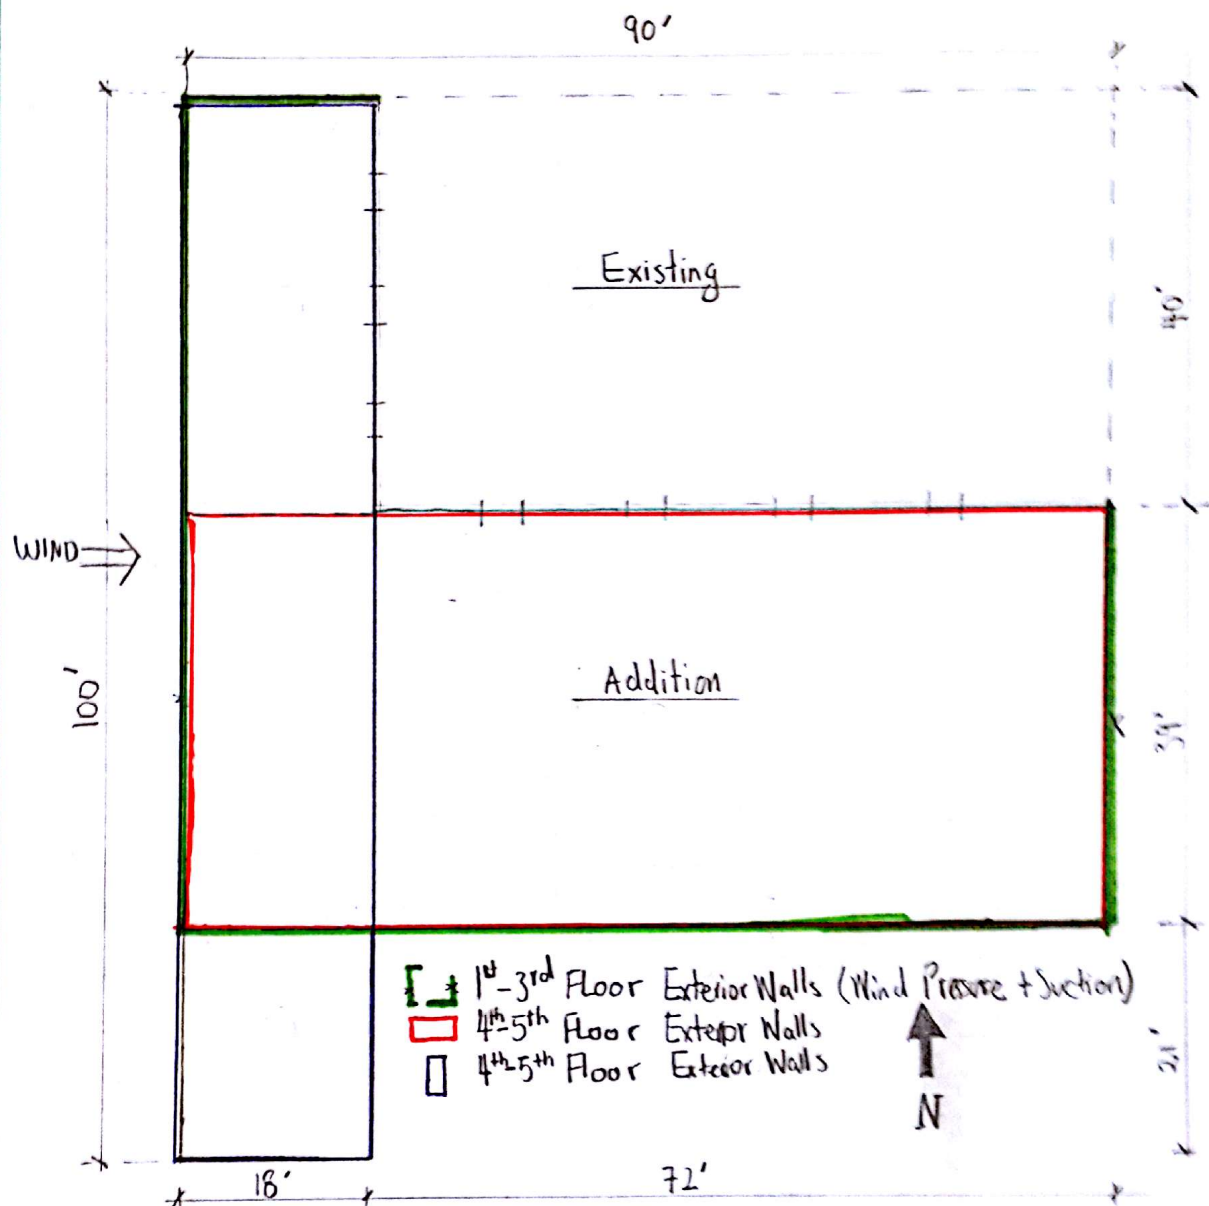 90'
Existing
40'
WIND
Addition
100'
39'
1st-3rd Floor Exterior Walls (Wind Pressure + Suction)
4th-5th Floor Exterior Walls
4th-5th Floor Exterior Walls
21'
N
18'
72'